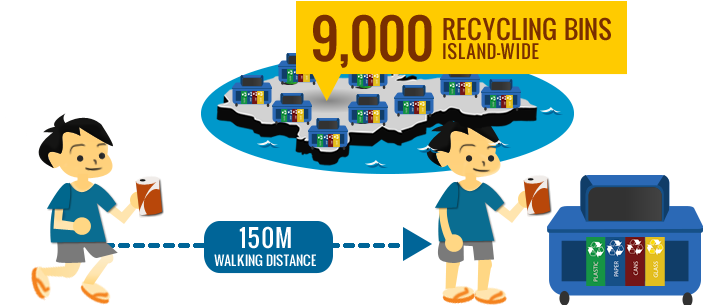 9,000 RECYCLING BINS
ISLAND-WIDE
150M
WALKING DISTANCE
PLASTIC
PAPER
CANS
GLASS